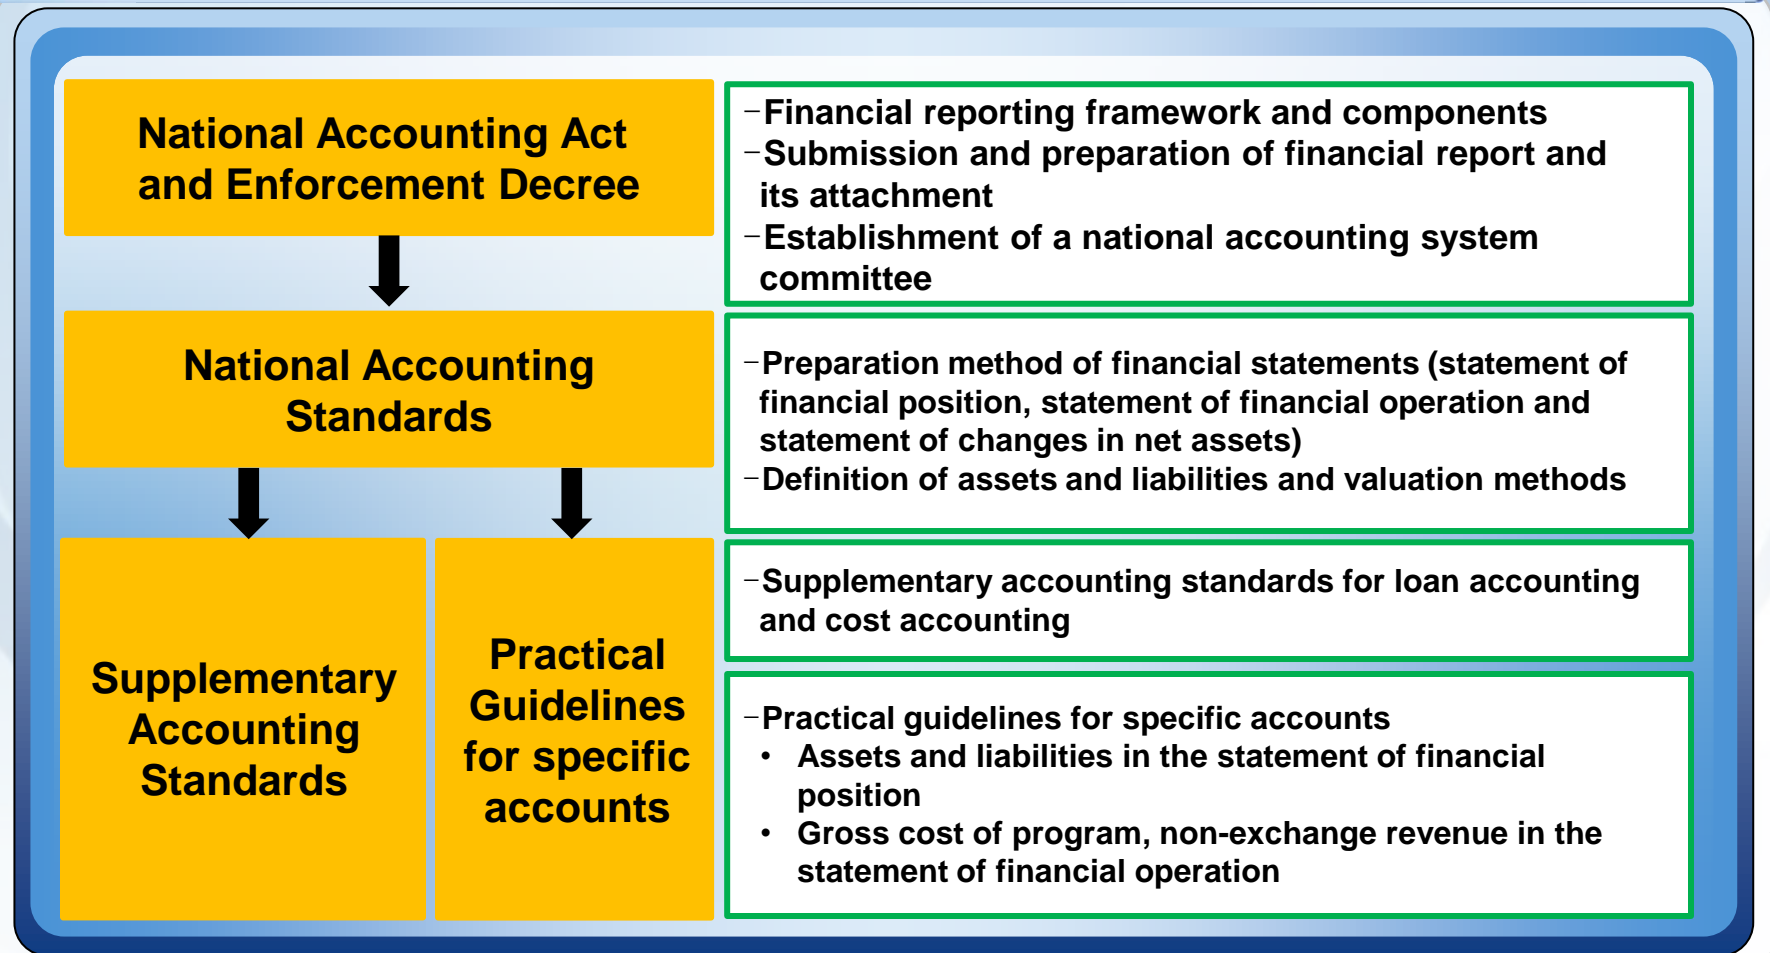 National Accounting Act
and Enforcement Decree
–Financial reporting framework and components
–Submission and preparation of financial report and
its attachment
–Establishment of a national accounting system
committee
National Accounting
Standards
–Preparation method of financial statements (statement of
financial position, statement of financial operation and
statement of changes in net assets)
–Definition of assets and liabilities and valuation methods
Supplementary
Accounting
Standards
Practical
Guidelines
for specific
accounts
–Supplementary accounting standards for loan accounting
and cost accounting
–Practical guidelines for specific accounts
• Assets and liabilities in the statement of financial
position
• Gross cost of program, non-exchange revenue in the
statement of financial operation